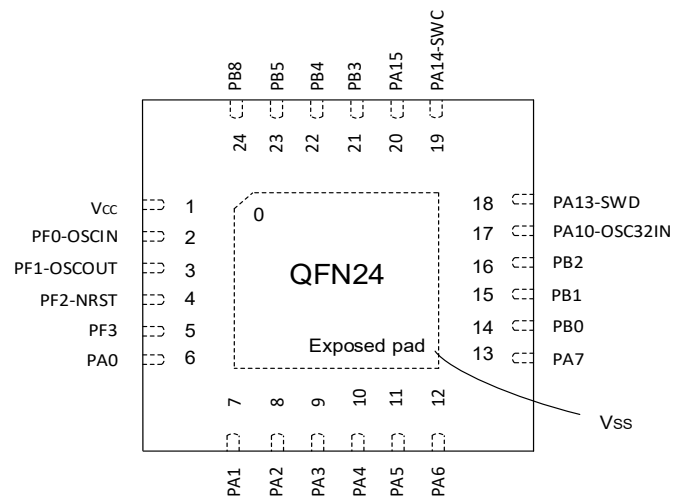 PB8
PB5
PB4
PB3
PA15
PA14-SWC
24
23
22
21
20
19
Vcc 1
PF0-OSCIN 2
PF1-OSCOUT 3
PF2-NRST 4
PF3 5
PA0 6
0
QFN24
Exposed pad
18 PA13-SWD
17 PA10-OSC32IN
16 PB2
15 PB1
14 PB0
13 PA7
Vss
7
8
9
10
11
12
PA1
PA2
PA3
PA4
PA5
PA6